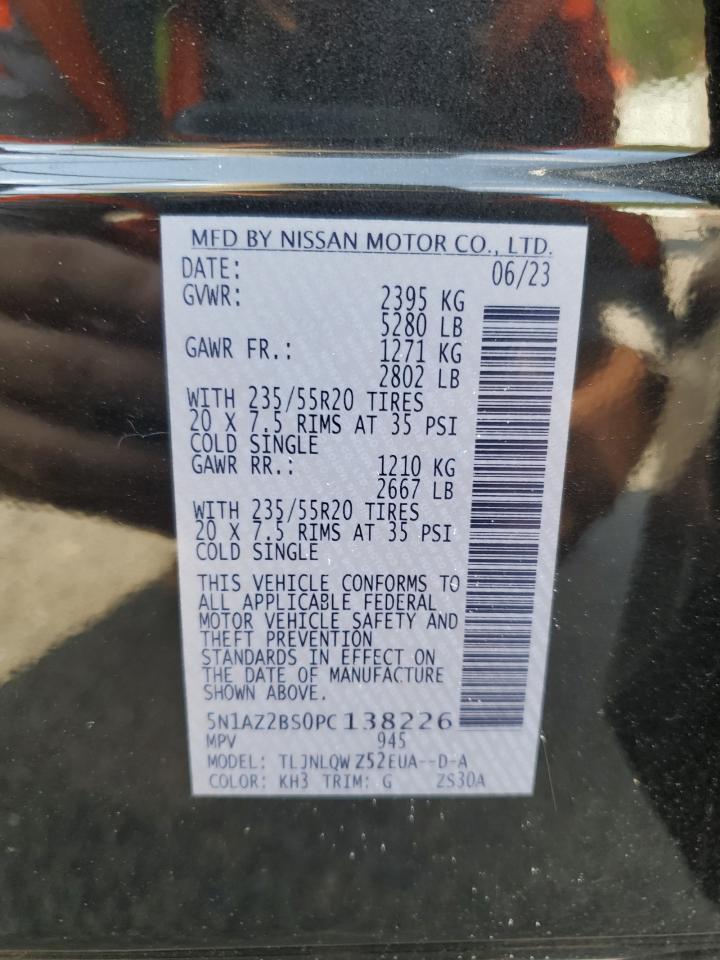 MFD BY NISSAN MOTOR CO., LTD.
DATE: 06/23
GVWR: 2395 KG
5280 LB
GAWR FR.: 1271 KG
2802 LB
WITH 235/55R20 TIRES
20 X 7.5 RIMS AT 35 PSI
COLD SINGLE
GAWR RR.: 1210 KG
2667 LB
WITH 235/55R20 TIRES
20 X 7.5 RIMS AT 35 PSI
COLD SINGLE
THIS VEHICLE CONFORMS TO
ALL APPLICABLE FEDERAL
MOTOR VEHICLE SAFETY AND
THEFT PREVENTION
STANDARDS IN EFFECT ON
THE DATE OF MANUFACTURE
SHOWN ABOVE.
5N1AZ2BS0PC138226
MPV 945
MODEL: TLJNLQW Z52EUA--D-A
COLOR: KH3 TRIM: G ZS30A